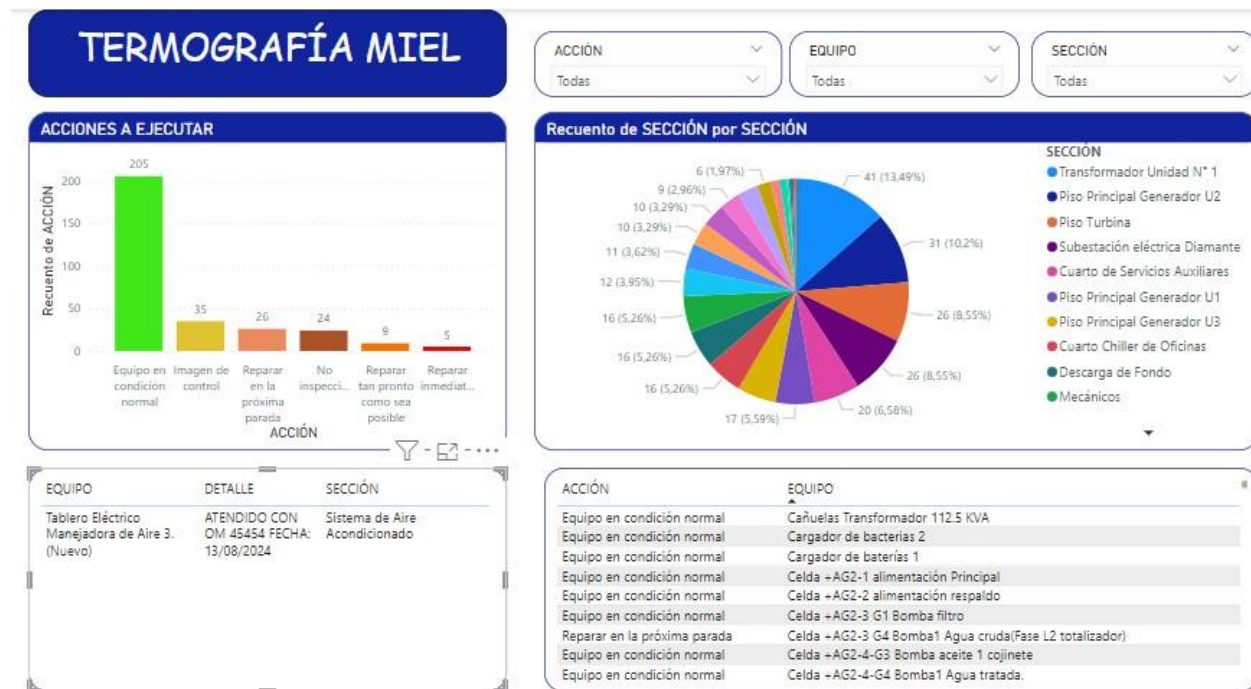 TERMOGRAFÍA MIEL
ACCIÓN
Todas
EQUIPO
Todas
SECCIÓN
Todas
ACCIONES A EJECUTAR
Recuento de ACCIÓN
200
150
100
50
0
205
35
26
24
9
5
Equipo en
condición
normal
Imagen de
control
Reparar
en la
próxima
parada
No
inspecci...
Reparar
tan pronto
como sea
posible
Reparar
inmediat...
ACCIÓN
Recuento de SECCIÓN por SECCIÓN
41 (13,49%)
31 (10,2%)
26 (8,55%)
26 (8,55%)
20 (6,58%)
17 (5,59%)
16 (5,26%)
16 (5,26%)
16 (5,26%)
12 (3,95%)
11 (3,62%)
10 (3,29%)
10 (3,29%)
9 (2,96%)
6 (1,97%)
SECCIÓN
Transformador Unidad N° 1
Piso Principal Generador U2
Piso Turbina
Subestación eléctrica Diamante
Cuarto de Servicios Auxiliares
Piso Principal Generador U1
Piso Principal Generador U3
Cuarto Chiller de Oficinas
Descarga de Fondo
Mecánicos
EQUIPO DETALLE SECCIÓN
Tablero Eléctrico ATENDIDO CON Sistema de Aire
Manejadora de Aire 3. OM 45454 FECHA: Acondicionado
(Nuevo) 13/08/2024
ACCIÓN EQUIPO
Equipo en condición normal Cañuelas Transformador 112.5 KVA
Equipo en condición normal Cargador de bacterias 2
Equipo en condición normal Cargador de baterías 1
Equipo en condición normal Celda +AG2-1 alimentación Principal
Equipo en condición normal Celda +AG2-2 alimentación respaldo
Equipo en condición normal Celda +AG2-3 G1 Bomba filtro
Reparar en la próxima parada Celda +AG2-3 G4 Bomba1 Agua cruda(Fase L2 totalizador)
Equipo en condición normal Celda +AG2-4-G3 Bomba aceite 1 cojinete
Equipo en condición normal Celda +AG2-4-G4 Bomba1 Agua tratada.